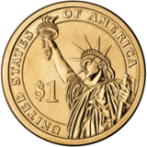 UNITED STATES OF AMERICA
$1